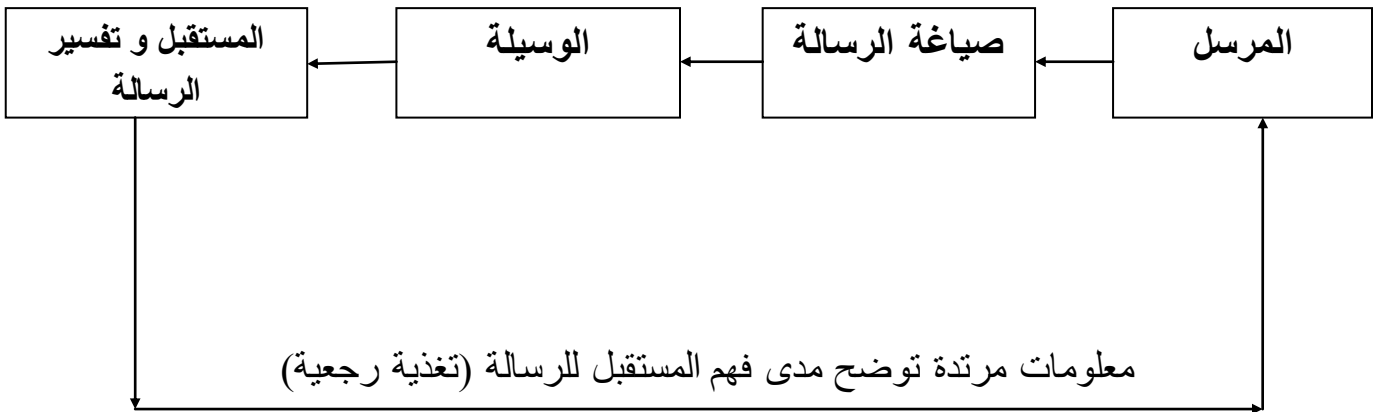 المرسل
صياغة الرسالة
الوسيلة
المستقبل و تفسير
الرسالة
معلومات مرتدة توضح مدى فهم المستقبل للرسالة (تغذية رجعية)